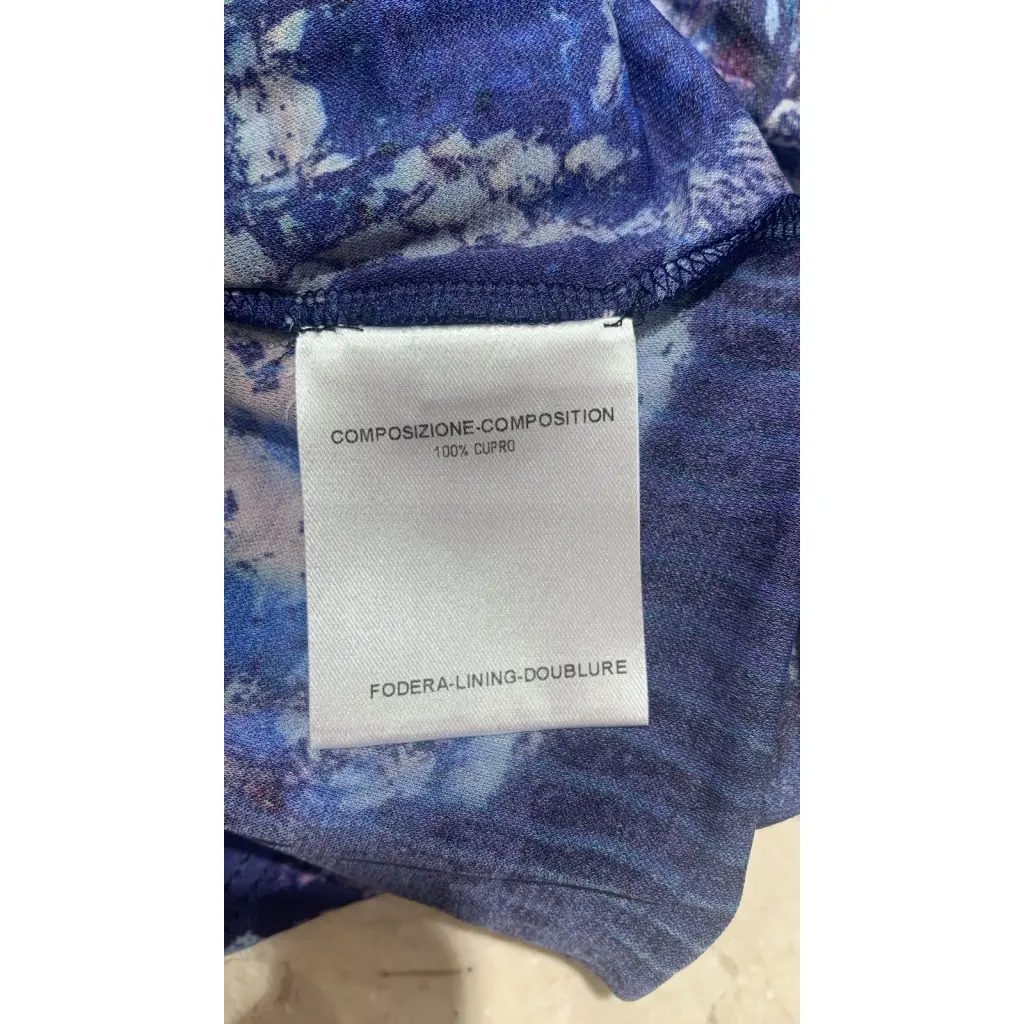 COMPOSIZIONE-COMPOSITION
100% CUPRO
FODERA-LINING-DOUBLURE